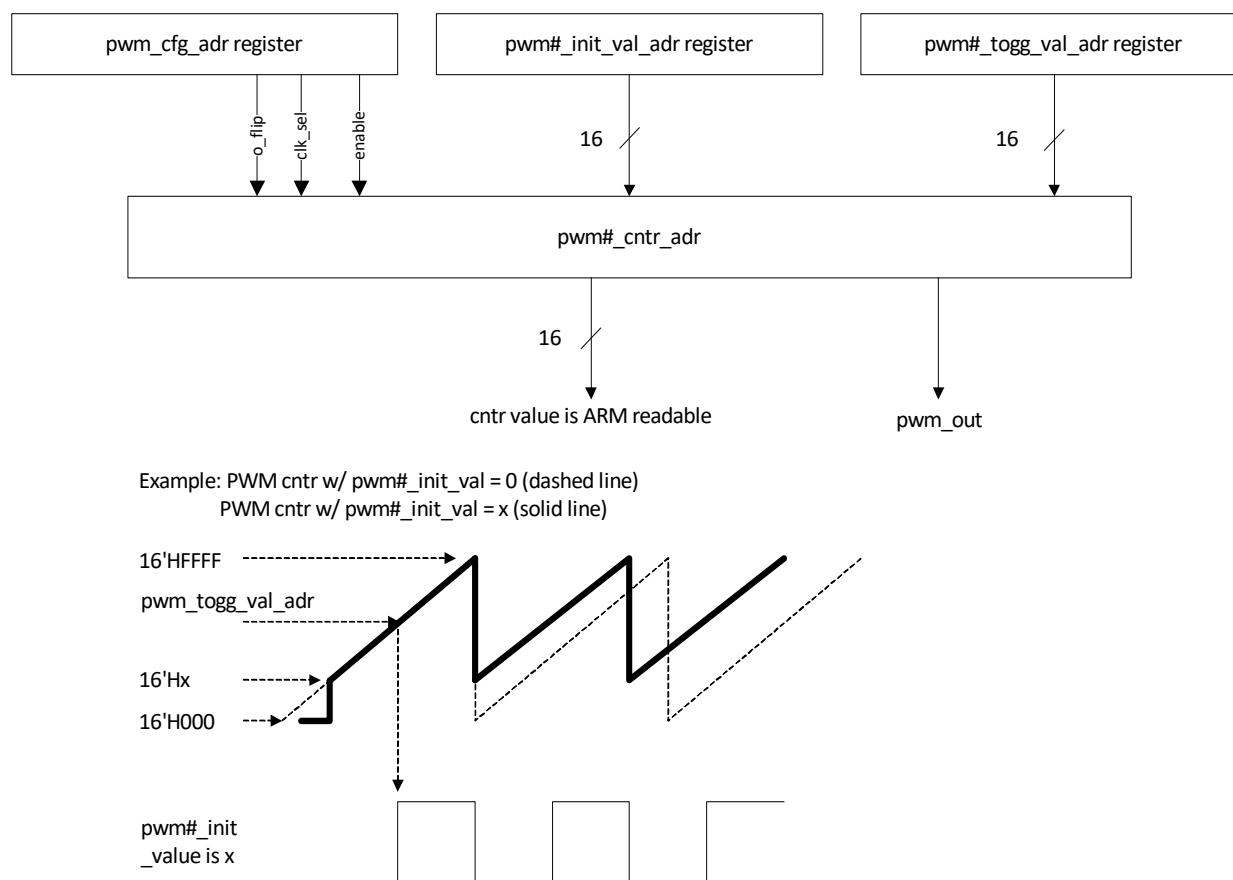 pwm_cfg_adr register
pwm#_init_val_adr register
pwm#_togg_val_adr register
o_flip
clk_sel
enable
16
16
pwm#_cntr_adr
16
cntr value is ARM readable
pwm_out
Example: PWM cntr w/ pwm#_init_val = 0 (dashed line)
PWM cntr w/ pwm#_init_val = x (solid line)
16'HFFFF
pwm_togg_val_adr
16'Hx
16'H000
pwm#_init
_value is x